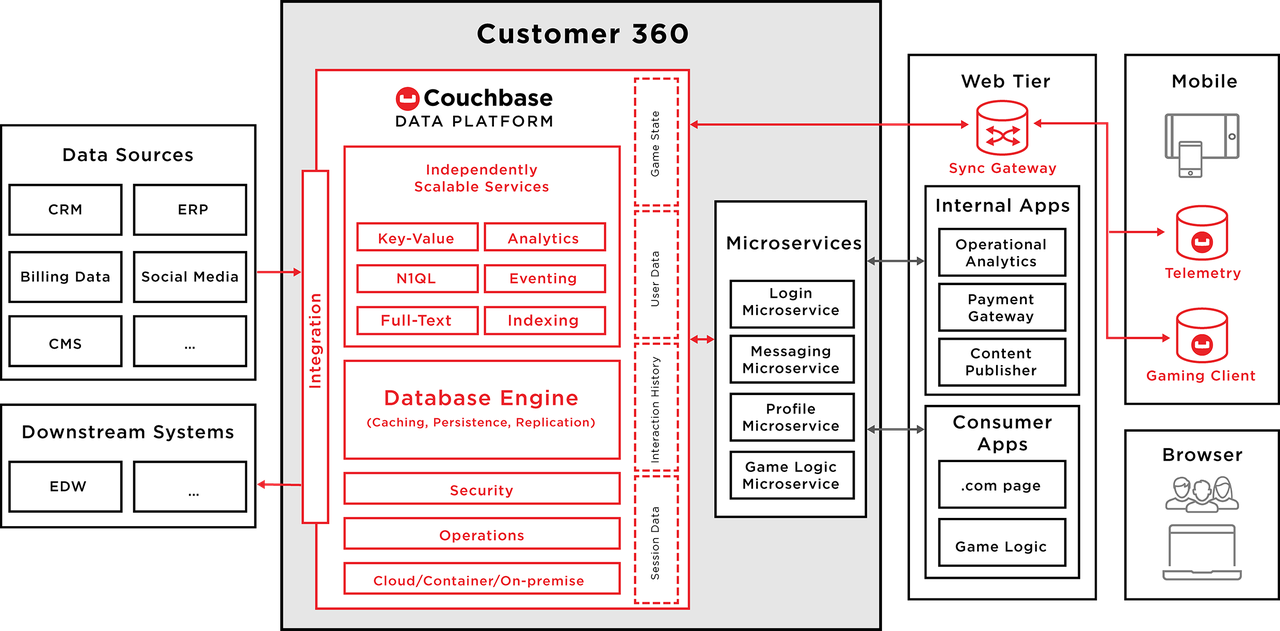 Customer 360
Data Sources
CRM
ERP
Billing Data
Social Media
CMS
...
Downstream Systems
EDW
...
Integration
Couchbase
DATA PLATFORM
Independently
Scalable Services
Key-Value
Analytics
N1QL
Eventing
Full-Text
Indexing
Database Engine
(Caching, Persistence, Replication)
Security
Operations
Cloud/Container/On-premise
Game State
User Data
Interaction History
Session Data
Microservices
Login
Microservice
Messaging
Microservice
Profile
Microservice
Game Logic
Microservice
Web Tier
Sync Gateway
Internal Apps
Operational
Analytics
Payment
Gateway
Content
Publisher
Consumer
Apps
.com page
Game Logic
Mobile
Telemetry
Gaming Client
Browser